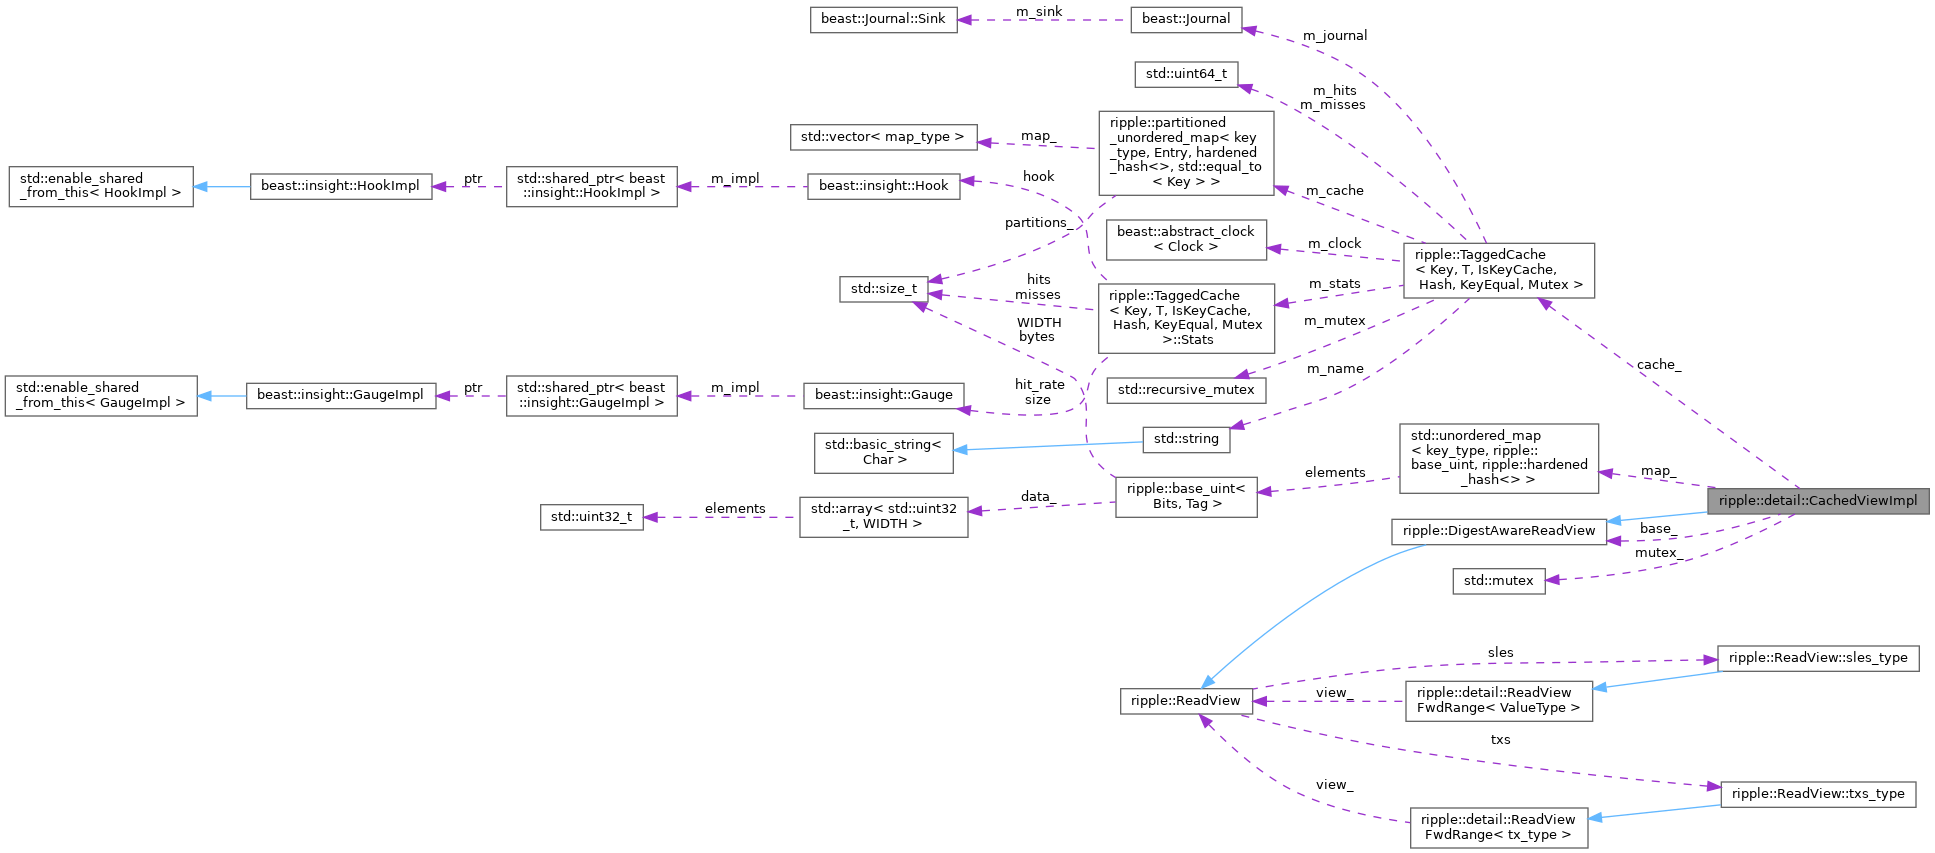 beast::Journal::Sink
m_sink
beast::Journal
m_journal
std::uint64_t
m_hits
m_misses
std::vector< map_type >
map_
ripple::partitioned
_unordered_map< key
_type, Entry, hardened
_hash<>, std::equal_to
< Key > >
m_cache
std::enable_shared
_from_this< HookImpl >
beast::insight::HookImpl
ptr
std::shared_ptr< beast
::insight::HookImpl >
m_impl
beast::insight::Hook
hook
partitions_
beast::abstract_clock
< Clock >
m_clock
ripple::TaggedCache
< Key, T, IsKeyCache,
Hash, KeyEqual, Mutex >
std::size_t
hits
misses
ripple::TaggedCache
< Key, T, IsKeyCache,
Hash, KeyEqual, Mutex
>::Stats
m_stats
WIDTH
bytes
m_mutex
std::recursive_mutex
m_name
cache_
std::enable_shared
_from_this< GaugeImpl >
beast::insight::GaugeImpl
ptr
std::shared_ptr< beast
::insight::GaugeImpl >
m_impl
beast::insight::Gauge
hit_rate
size
std::basic_string<
Char >
std::string
std::unordered_map
< key_type, ripple::
base_uint, ripple::hardened
_hash<> >
map_
ripple::detail::CachedViewImpl
elements
ripple::base_uint<
Bits, Tag >
data_
std::array< std::uint32
_t, WIDTH >
elements
std::uint32_t
ripple::DigestAwareReadView
base_
mutex_
std::mutex
sles
ripple::ReadView::sles_type
ripple::ReadView
view_
ripple::detail::ReadView
FwdRange< ValueType >
txs
ripple::ReadView::txs_type
view_
ripple::detail::ReadView
FwdRange< tx_type >